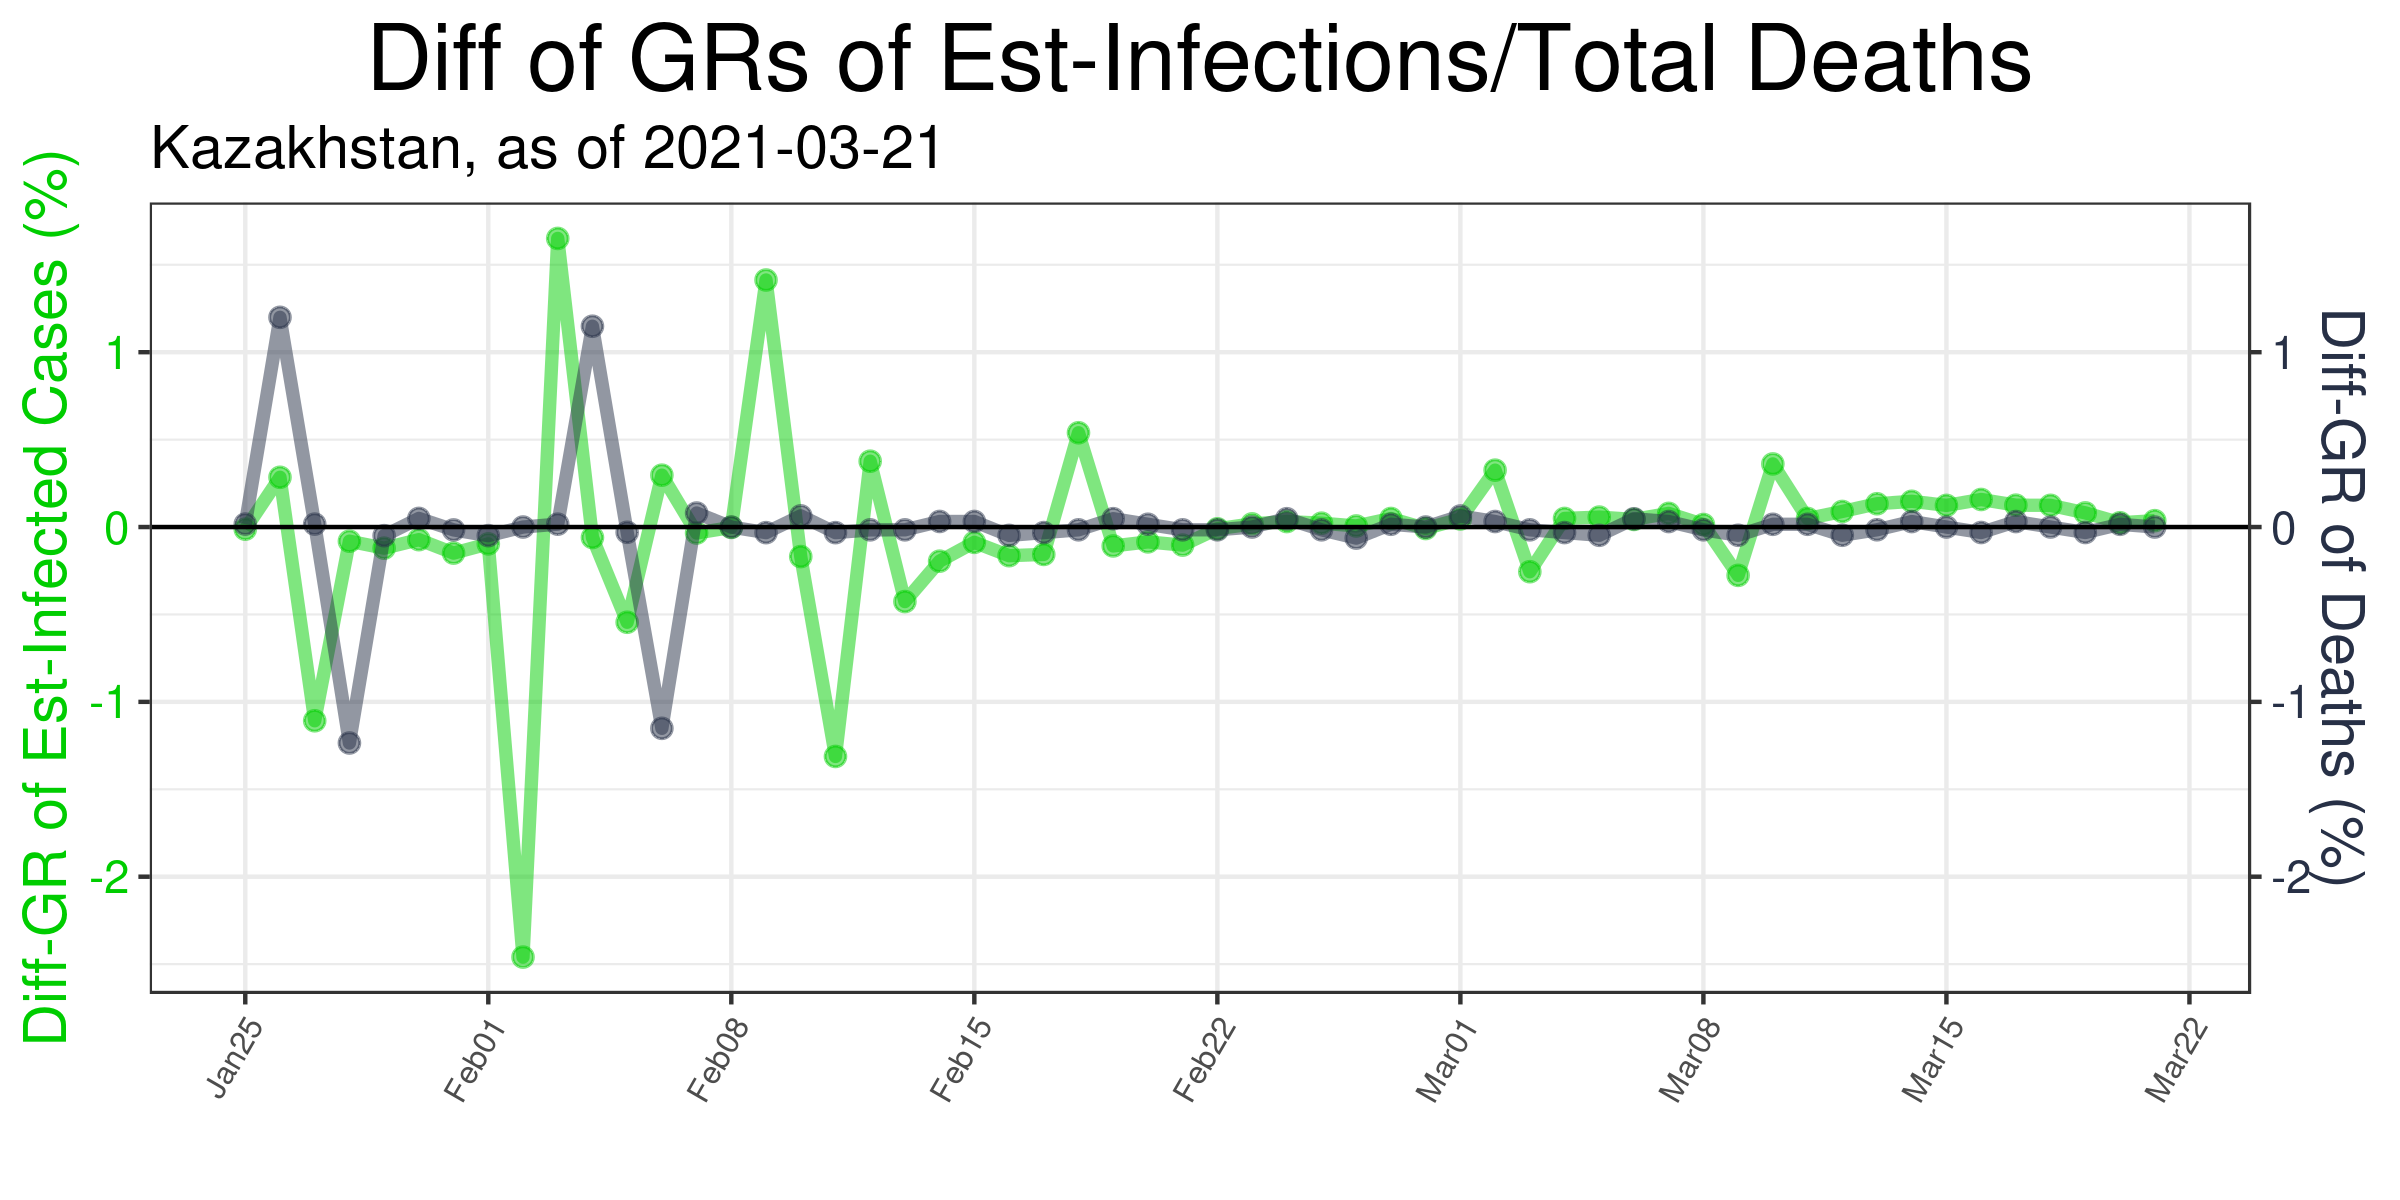 Diff of GRs of Est-Infections/Total Deaths
Kazakhstan, as of 2021-03-21
Diff-GR of Est-Infected Cases (%)
1
0
-1
-2
1
0
-1
-2
Diff-GR of Deaths (%)
Jan25
Feb01
Feb08
Feb15
Feb22
Mar01
Mar08
Mar15
Mar22